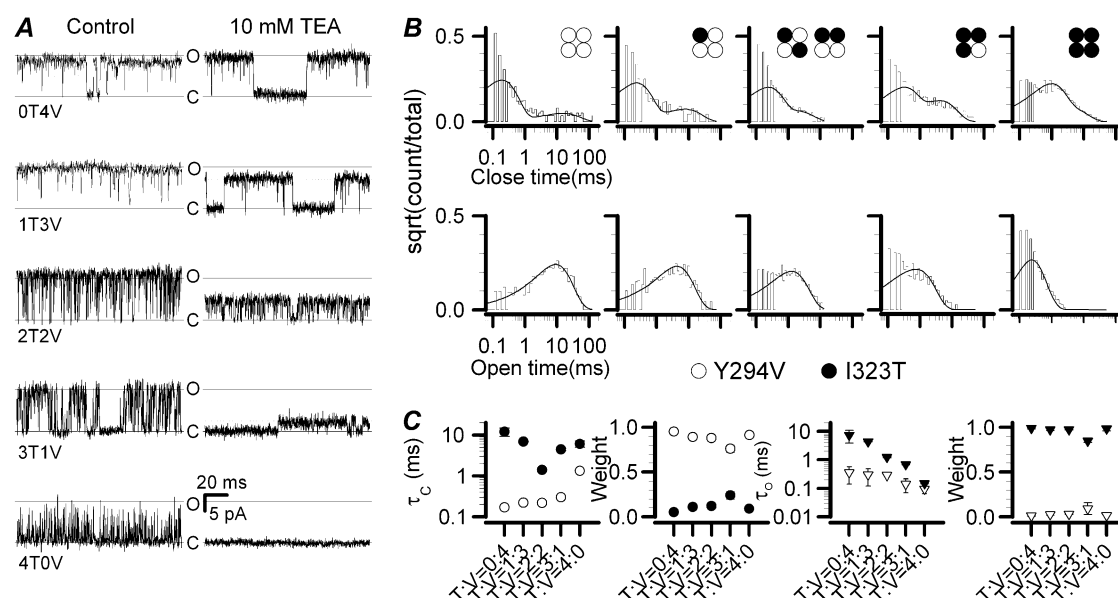 A
Control
10 mM TEA
O
C
0T4V
O
C
1T3V
O
C
2T2V
O
C
3T1V
20 ms
5 pA
O
C
4T0V
B
sqrt(count/total)
0.5
0.0
0.1 1 10 100
Close time(ms)
0.5
0.0
0.1 1 10 100
Open time(ms)
Y294V
I323T
C
τC (ms)
10
1
0.1
T:V=0:4
T:V=1:3
T:V=2:2
T:V=3:1
T:V=4:0
Weight
1.0
0.5
0.0
T:V=0:4
T:V=1:3
T:V=2:2
T:V=3:1
T:V=4:0
τO (ms)
10
1
0.1
0.01
T:V=0:4
T:V=1:3
T:V=2:2
T:V=3:1
T:V=4:0
Weight
1.0
0.5
0.0
T:V=0:4
T:V=1:3
T:V=2:2
T:V=3:1
T:V=4:0